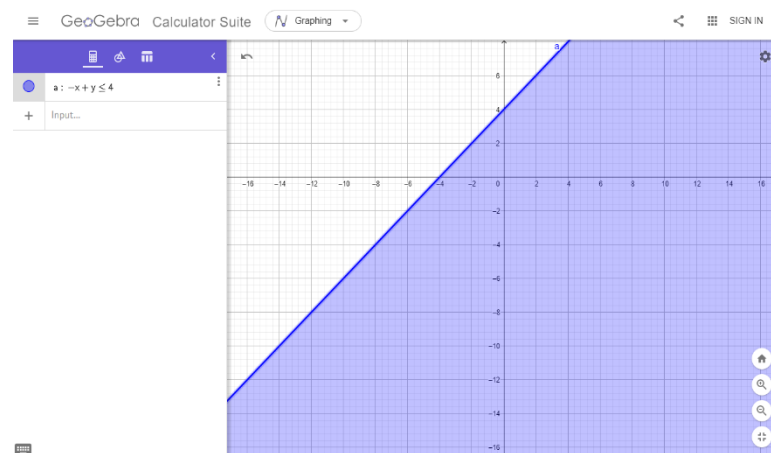 GeoGebra Calculator Suite Graphing SIGN IN
a : −x + y ≤ 4
Input...
a
6
4
2
−16 −14 −12 −10 −8 −6 −4 −2 0 2 4 6 8 10 12 14 16
−2
−4
−6
−8
−10
−12
−14
−16